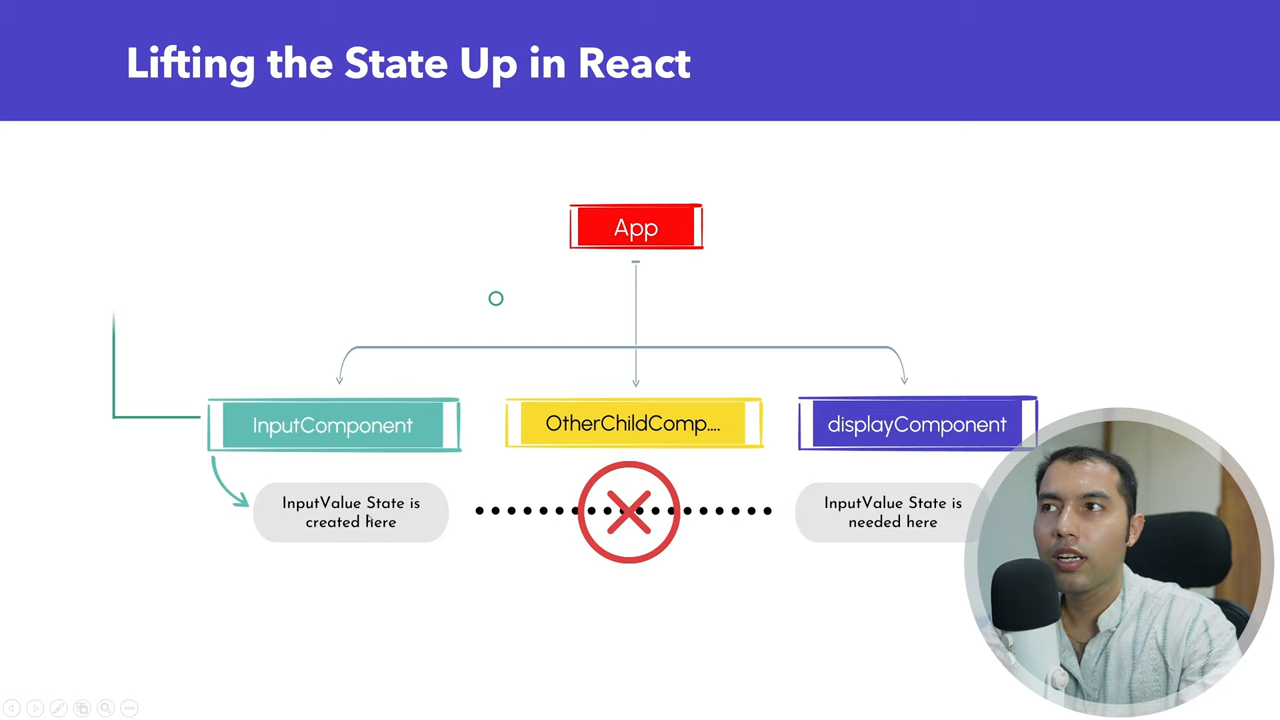 Lifting the State Up in React
App
InputComponent
OtherChildComp....
displayComponent
InputValue State is
created here
InputValue State is
needed here